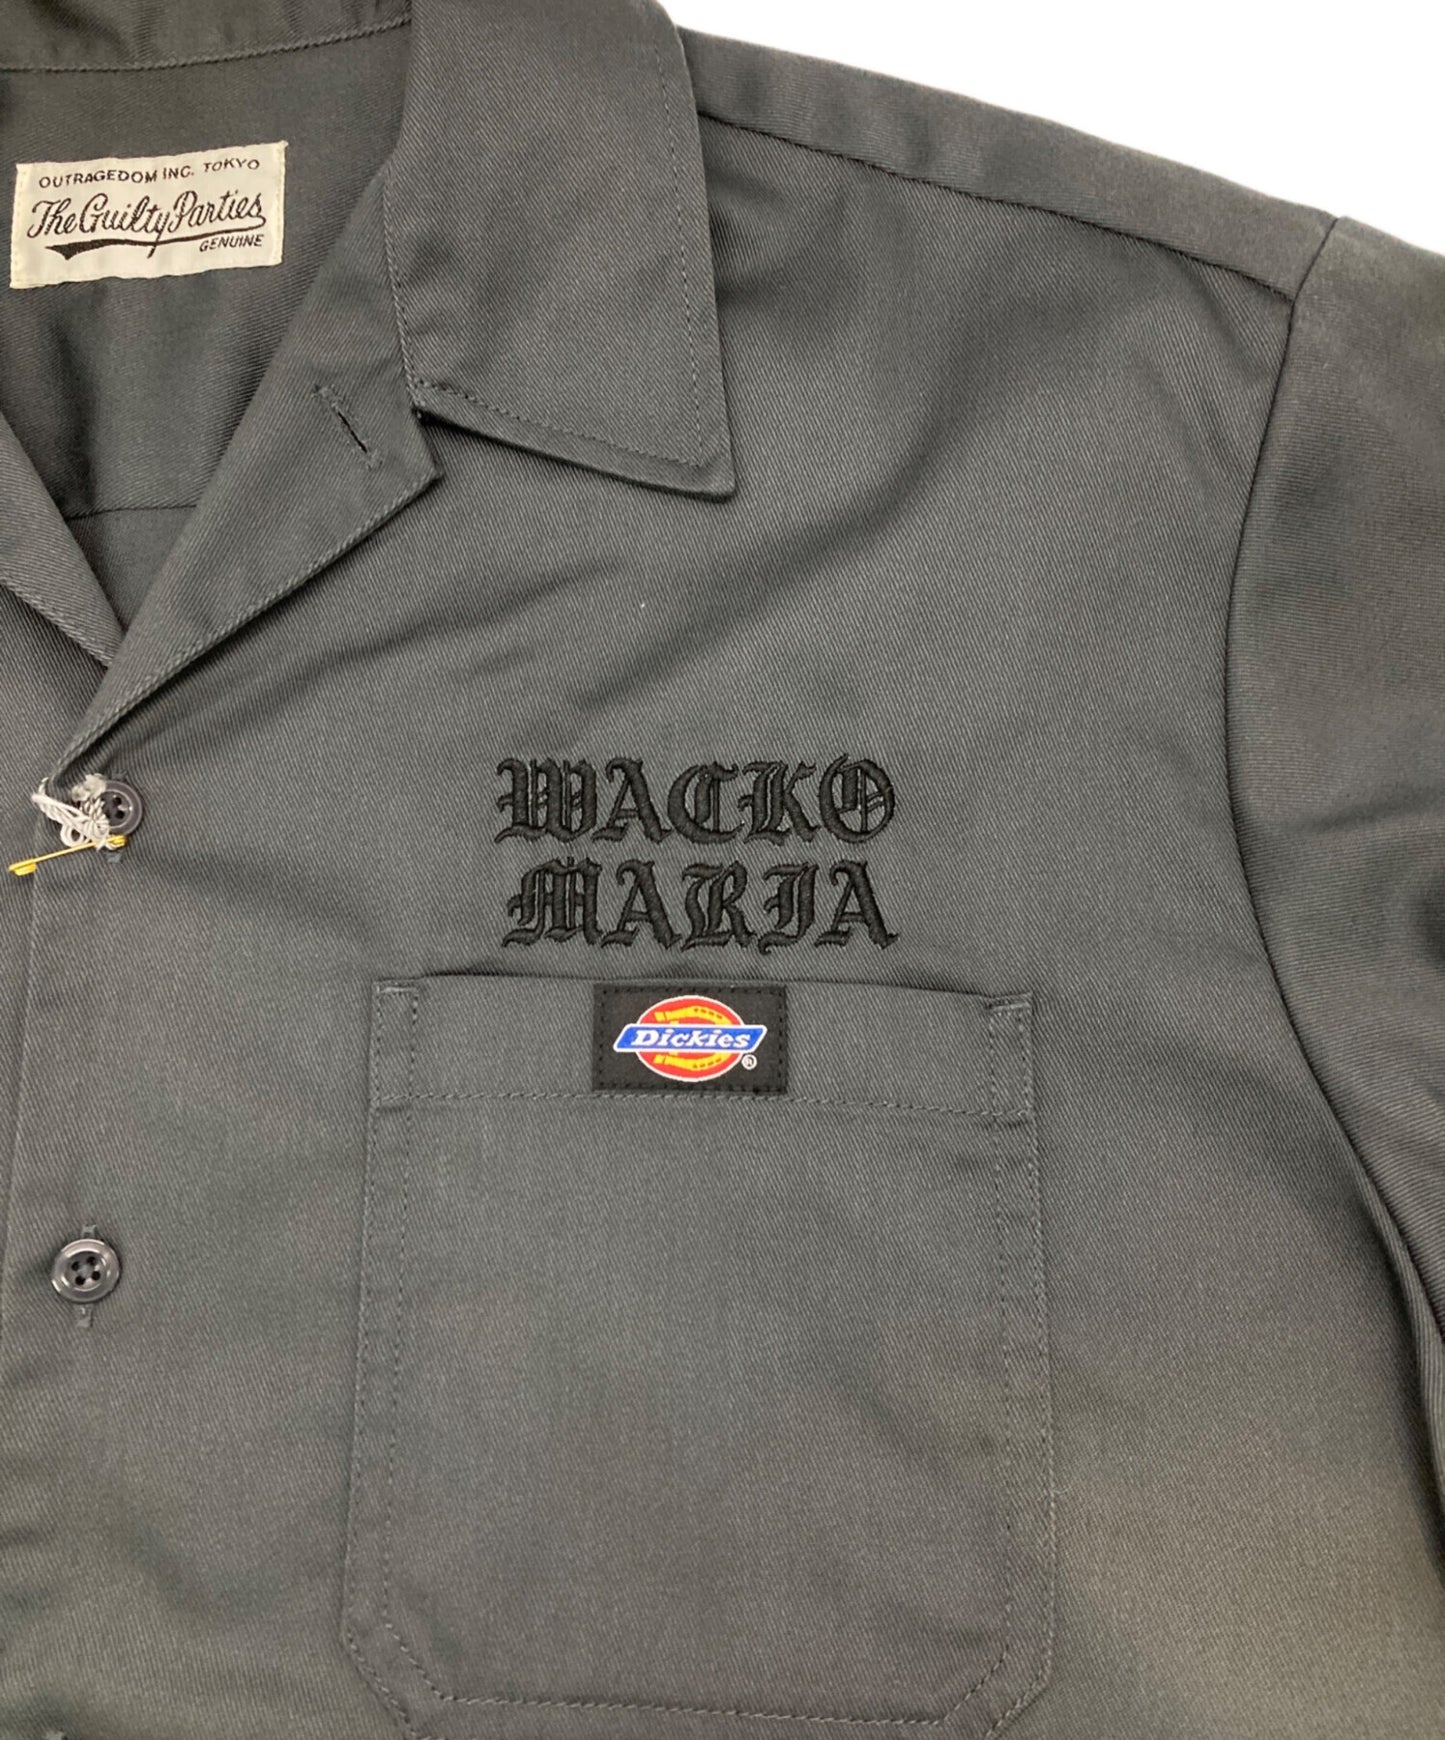 OUTRAGEDOM INC. TOKYO
The Guilty Parties
GENUINE
WACKO
MARIA
Dickies
®